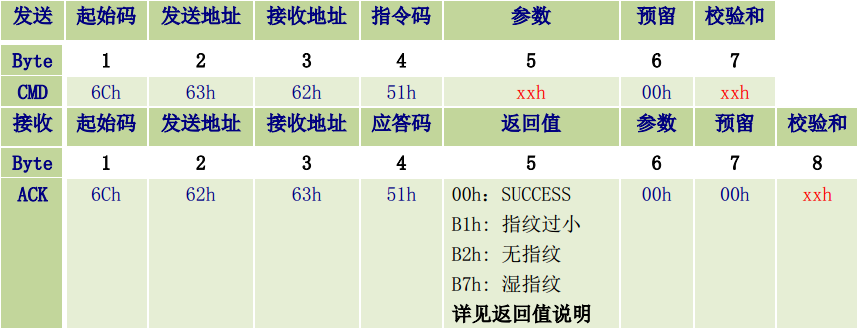 发送 起始码 发送地址 接收地址 指令码 参数 预留 校验和
Byte 1 2 3 4 5 6 7
CMD 6Ch 63h 62h 51h xxh 00h xxh
接收 起始码 发送地址 接收地址 应答码 返回值 参数 预留 校验和
Byte 1 2 3 4 5 6 7 8
ACK 6Ch 62h 63h 51h 00h: SUCCESS 00h 00h xxh
B1h: 指纹过小
B2h: 无指纹
B7h: 湿指纹
详见返回值说明